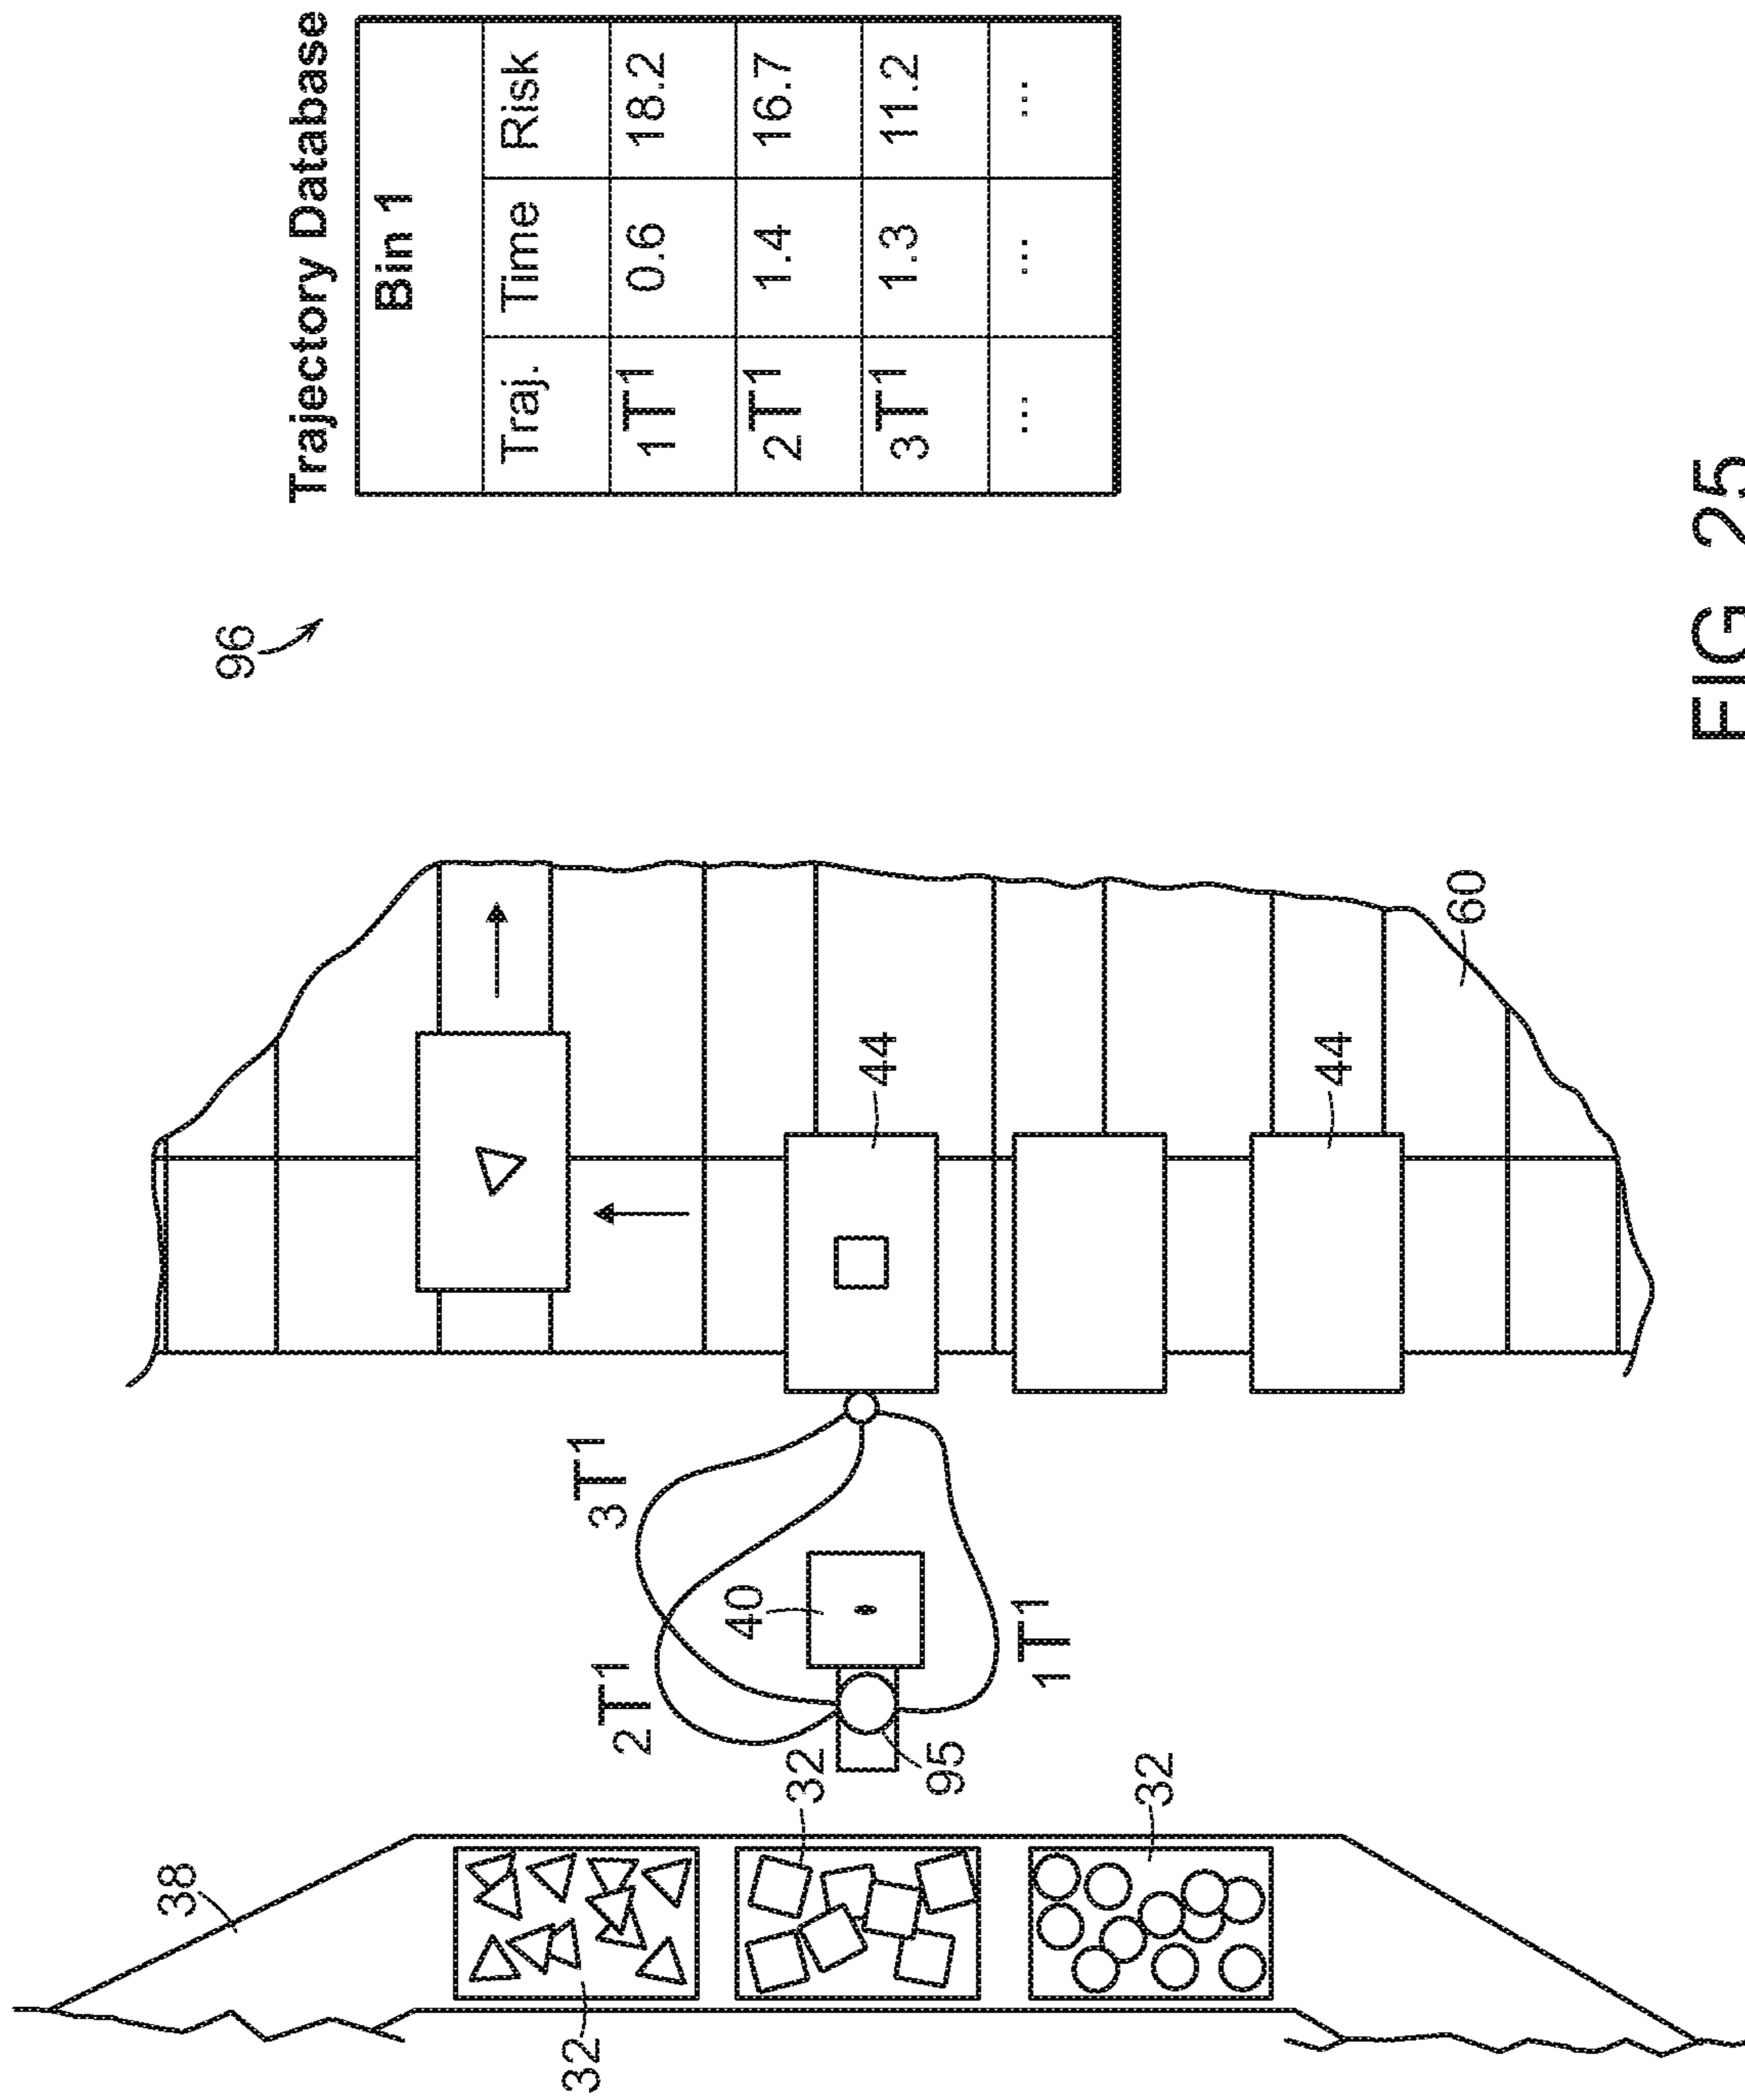 38
32
32
32
95
40
2T1
3T1
1T1
44
44
60
96
Trajectory Database
Bin 1
Traj. Time Risk
1T1 0.6 18.2
2T1 1.4 16.7
3T1 1.3 11.2
... ... ...
FIG 25